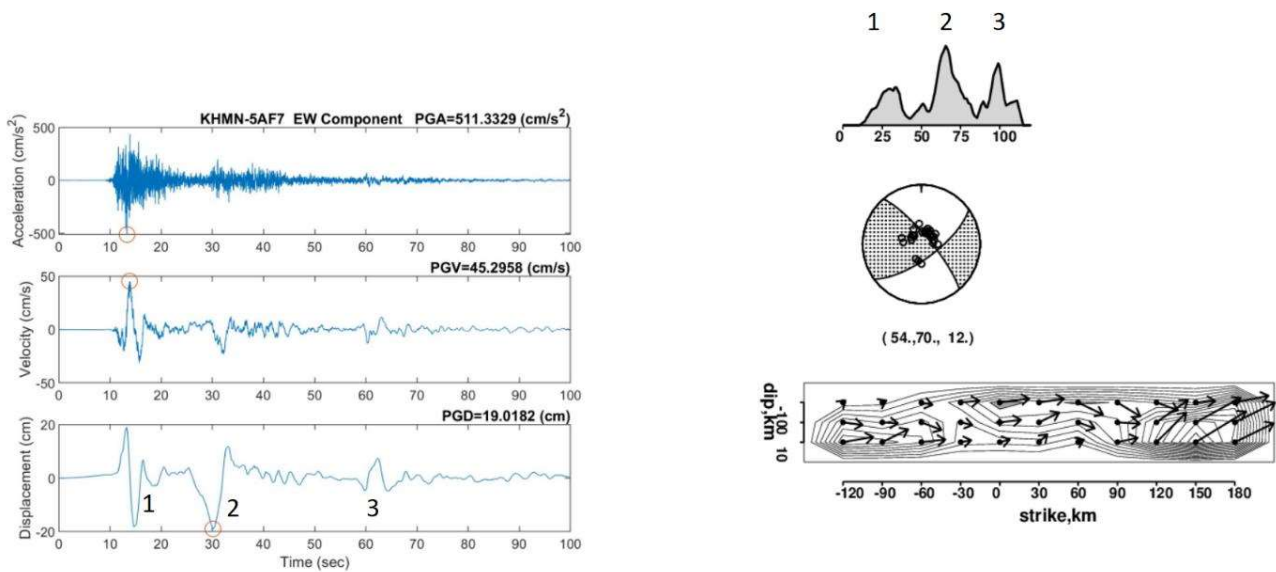 KHMN-5AF7 EW Component PGA=511.3329 (cm/s²)
Acceleration (cm/s²)
500
0
-500
0 10 20 30 40 50 60 70 80 90 100
PGV=45.2958 (cm/s)
Velocity (cm/s)
50
0
-50
0 10 20 30 40 50 60 70 80 90 100
PGD=19.0182 (cm)
Displacement (cm)
20
0
-20
1 2 3
0 10 20 30 40 50 60 70 80 90 100
Time (sec)
1 2 3
0 25 50 75 100
( 54.,70., 12.)
dip,km
-10 0 10
-120 -90 -60 -30 0 30 60 90 120 150 180
strike,km